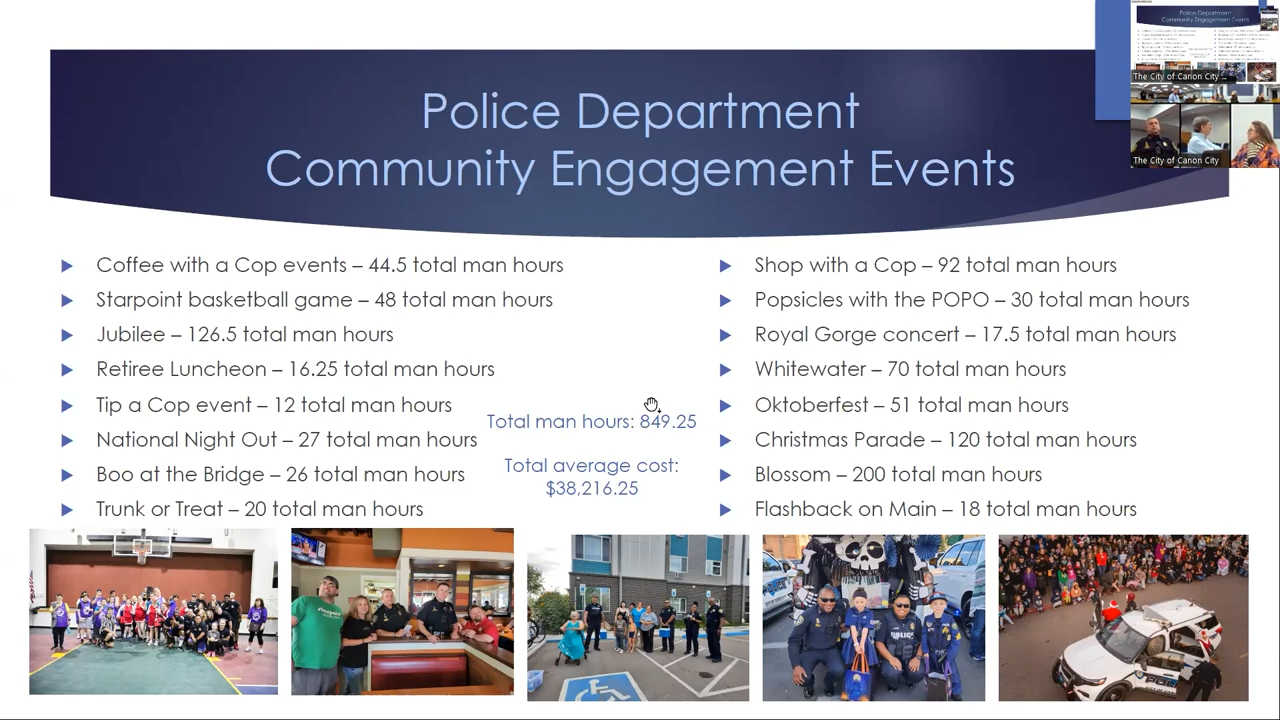 Police Department
Community Engagement Events
Coffee with a Cop events – 44.5 total man hours
Starpoint basketball game – 48 total man hours
Jubilee – 126.5 total man hours
Retiree Luncheon – 16.25 total man hours
Tip a Cop event – 12 total man hours
National Night Out – 27 total man hours
Boo at the Bridge – 26 total man hours
Trunk or Treat – 20 total man hours
Total man hours: 849.25
Total average cost:
$38,216.25
Shop with a Cop – 92 total man hours
Popsicles with the POPO – 30 total man hours
Royal Gorge concert – 17.5 total man hours
Whitewater – 70 total man hours
Oktoberfest – 51 total man hours
Christmas Parade – 120 total man hours
Blossom – 200 total man hours
Flashback on Main – 18 total man hours
Police Department
Community Engagement Events
The City of Canon City
The City of Canon City
POLICE